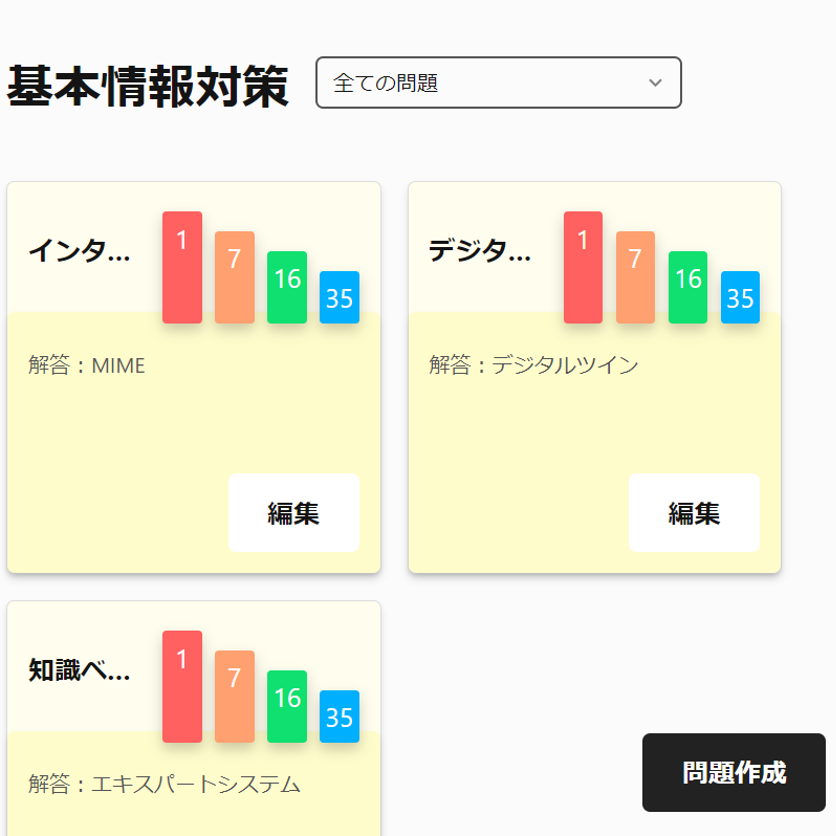 基本情報対策
全ての問題
インタ...
1
7
16
35
解答：MIME
編集
デジタ...
1
7
16
35
解答：デジタルツイン
編集
知識ベ...
1
7
16
35
解答：エキスパートシステム
問題作成